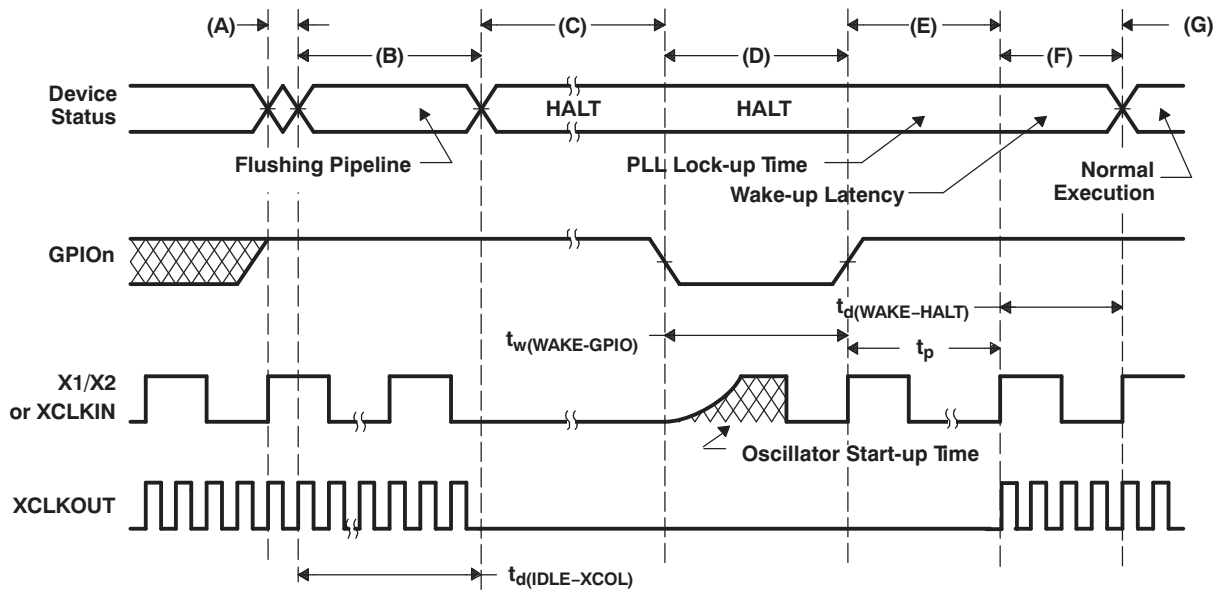 (A)
(B)
(C)
(D)
(E)
(F)
(G)
Device
Status
HALT
HALT
Flushing Pipeline
PLL Lock-up Time
Wake-up Latency
Normal
Execution
GPIOn
td(WAKE–HALT)
tw(WAKE-GPIO)
tp
X1/X2
or XCLKIN
Oscillator Start-up Time
XCLKOUT
td(IDLE–XCOL)